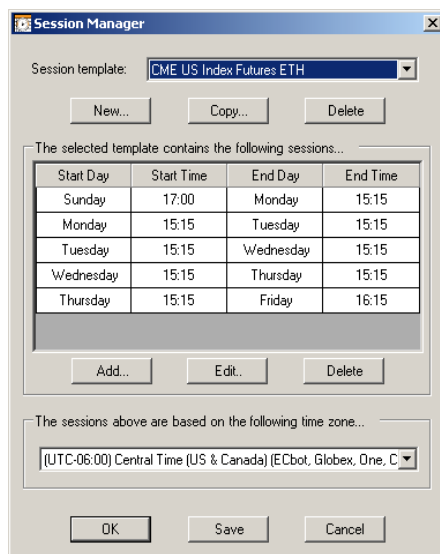 Session Manager
Session template: CME US Index Futures ETH
New... Copy... Delete
The selected template contains the following sessions...
Start Day Start Time End Day End Time
Sunday 17:00 Monday 15:15
Monday 15:15 Tuesday 15:15
Tuesday 15:15 Wednesday 15:15
Wednesday 15:15 Thursday 15:15
Thursday 15:15 Friday 16:15
Add... Edit.. Delete
The sessions above are based on the following time zone...
(UTC-06:00) Central Time (US & Canada) (ECbot, Globex, One, C
OK Save Cancel